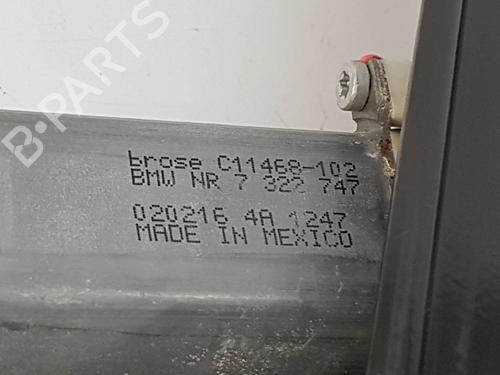 B-PARTS
brose C11468-102
BMW NR 7 322 747
020216 4A 1247
MADE IN MEXICO